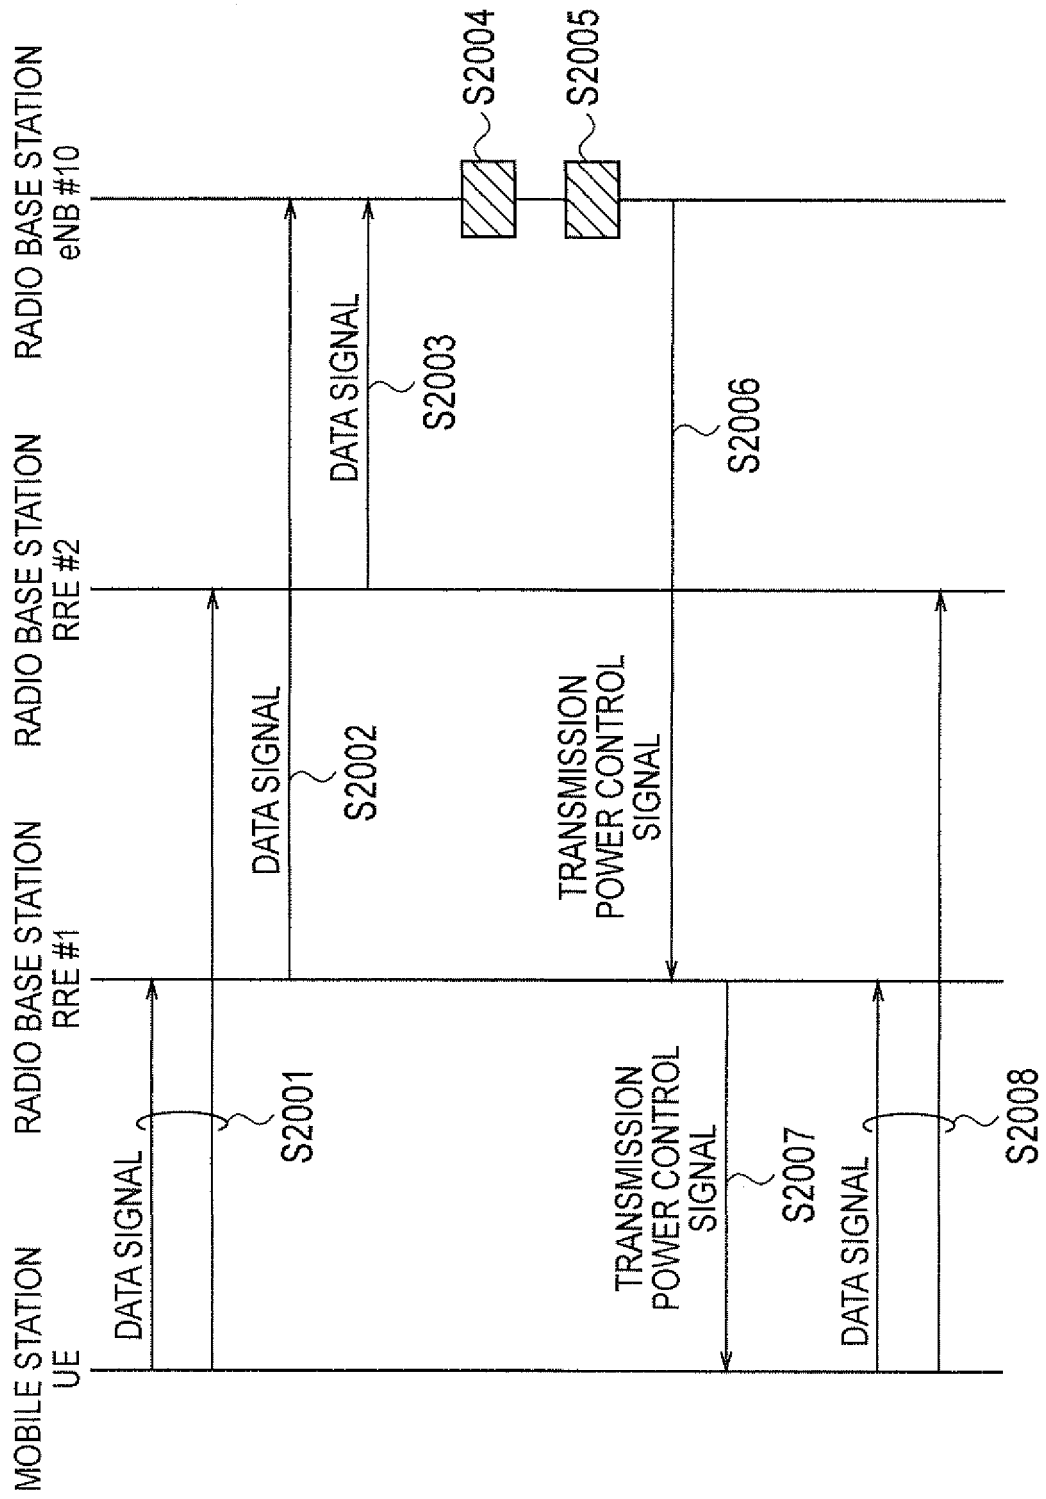 MOBILE STATION
UE
RADIO BASE STATION
RRE #1
RADIO BASE STATION
RRE #2
RADIO BASE STATION
eNB #10
DATA SIGNAL
S2001
DATA SIGNAL
S2002
DATA SIGNAL
S2003
S2004
S2005
TRANSMISSION
POWER CONTROL
SIGNAL
S2006
TRANSMISSION
POWER CONTROL
SIGNAL
S2007
DATA SIGNAL
S2008